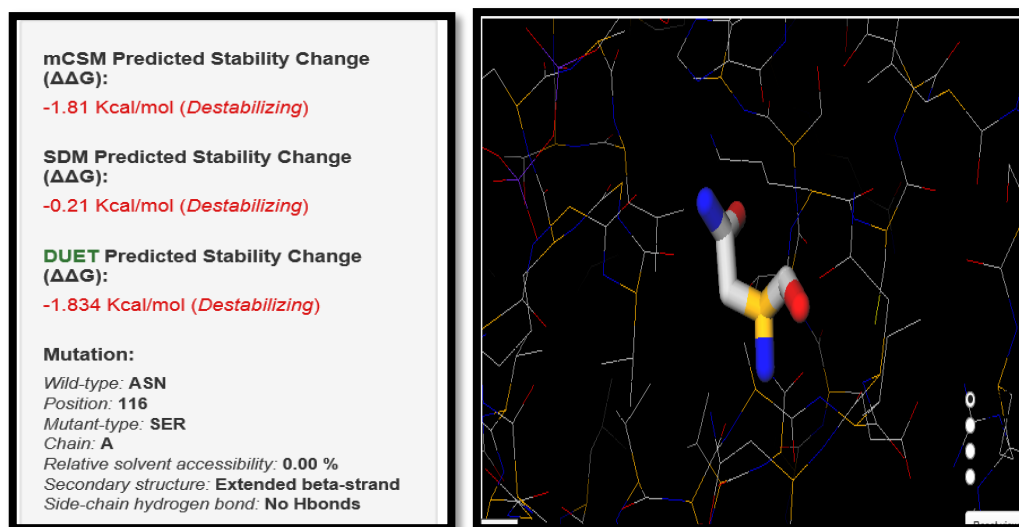 mCSM Predicted Stability Change
(ΔΔG):
-1.81 Kcal/mol (Destabilizing)
SDM Predicted Stability Change
(ΔΔG):
-0.21 Kcal/mol (Destabilizing)
DUET Predicted Stability Change
(ΔΔG):
-1.834 Kcal/mol (Destabilizing)
Mutation:
Wild-type: ASN
Position: 116
Mutant-type: SER
Chain: A
Relative solvent accessibility: 0.00 %
Secondary structure: Extended beta-strand
Side-chain hydrogen bond: No Hbonds